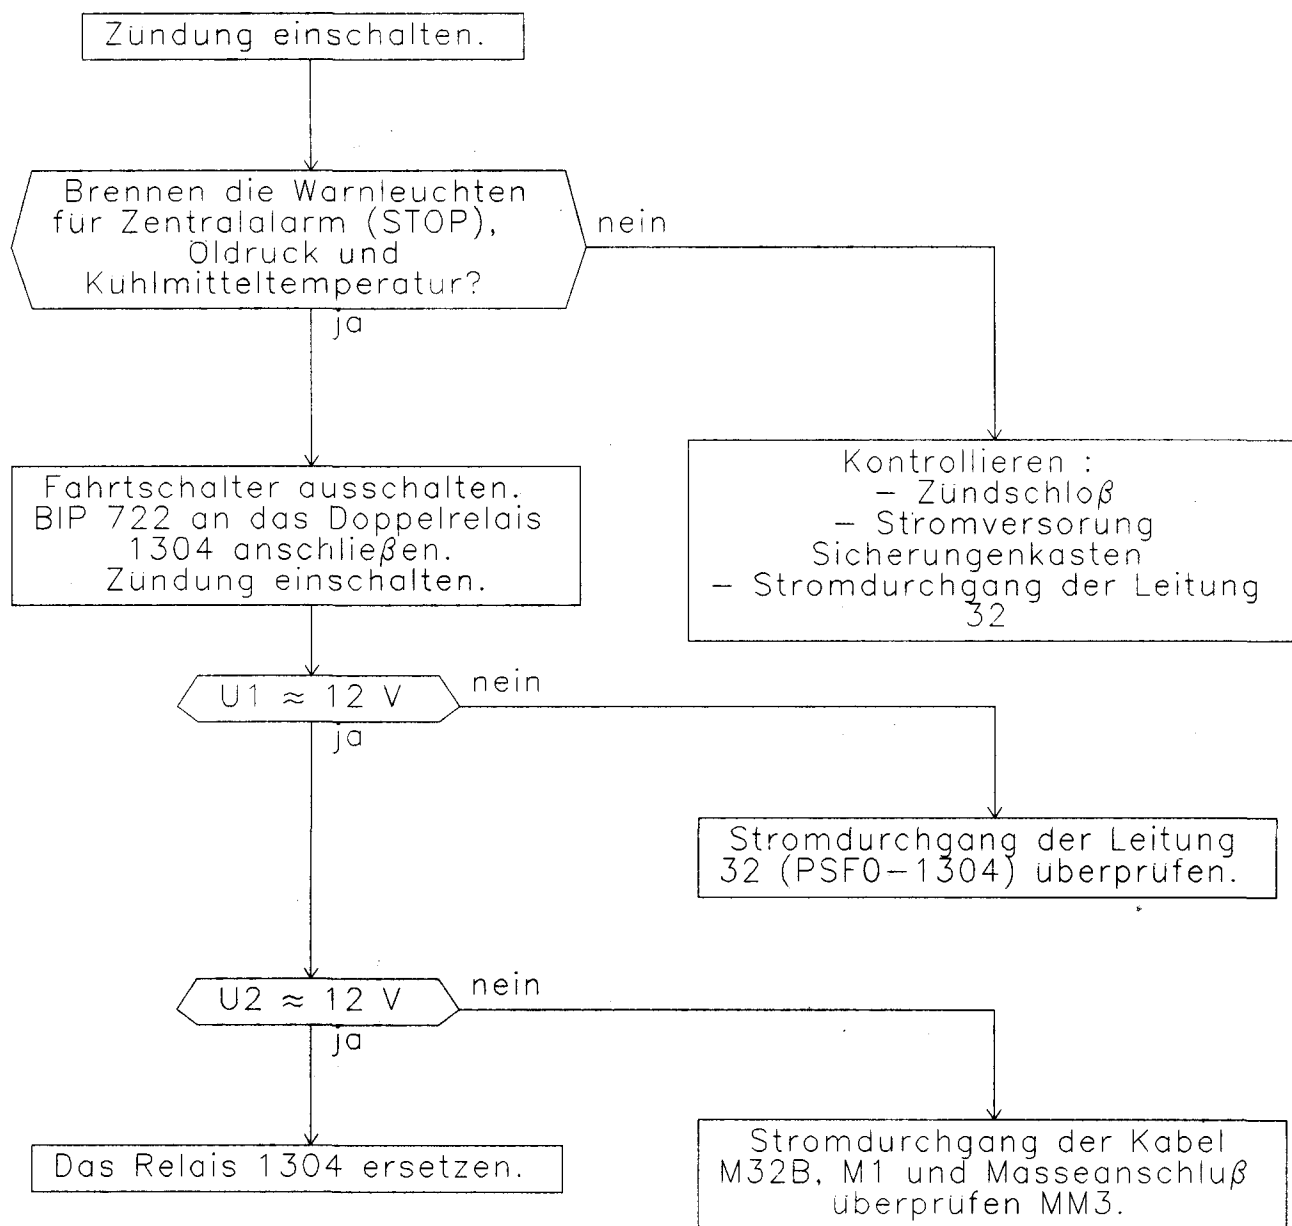 Zündung einschalten.
Brennen die Warnleuchten
für Zentralalarm (STOP),
Öldruck und
Kühlmitteltemperatur?
nein
ja
Kontrollieren :
– Zündschloß
– Stromversorung
Sicherungenkasten
– Stromdurchgang der Leitung
32
Fahrtschalter ausschalten.
BIP 722 an das Doppelrelais
1304 anschließen.
Zündung einschalten.
U1 ≈ 12 V
nein
ja
Stromdurchgang der Leitung
32 (PSF0–1304) überprüfen.
U2 ≈ 12 V
nein
ja
Das Relais 1304 ersetzen.
Stromdurchgang der Kabel
M32B, M1 und Masseanschluß
überprüfen MM3.